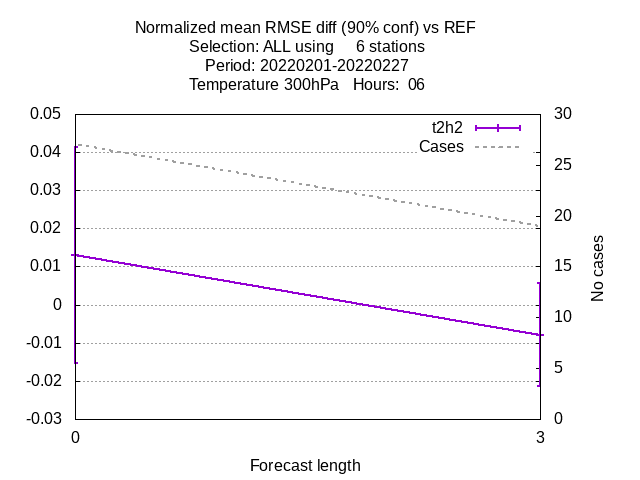 Normalized mean RMSE diff (90% conf) vs REF
Selection: ALL using     6 stations
Period: 20220201-20220227
Temperature 300hPa   Hours:  06
t2h2
Cases
0.05
0.04
0.03
0.02
0.01
0
-0.01
-0.02
-0.03
30
25
20
15
10
5
0
No cases
0
3
Forecast length